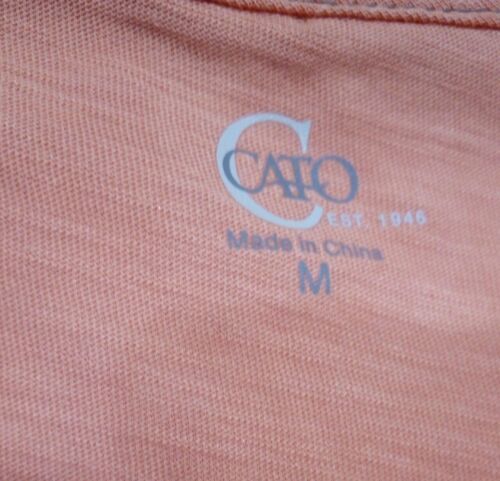 C
CATO
EST. 1946
Made in China
M